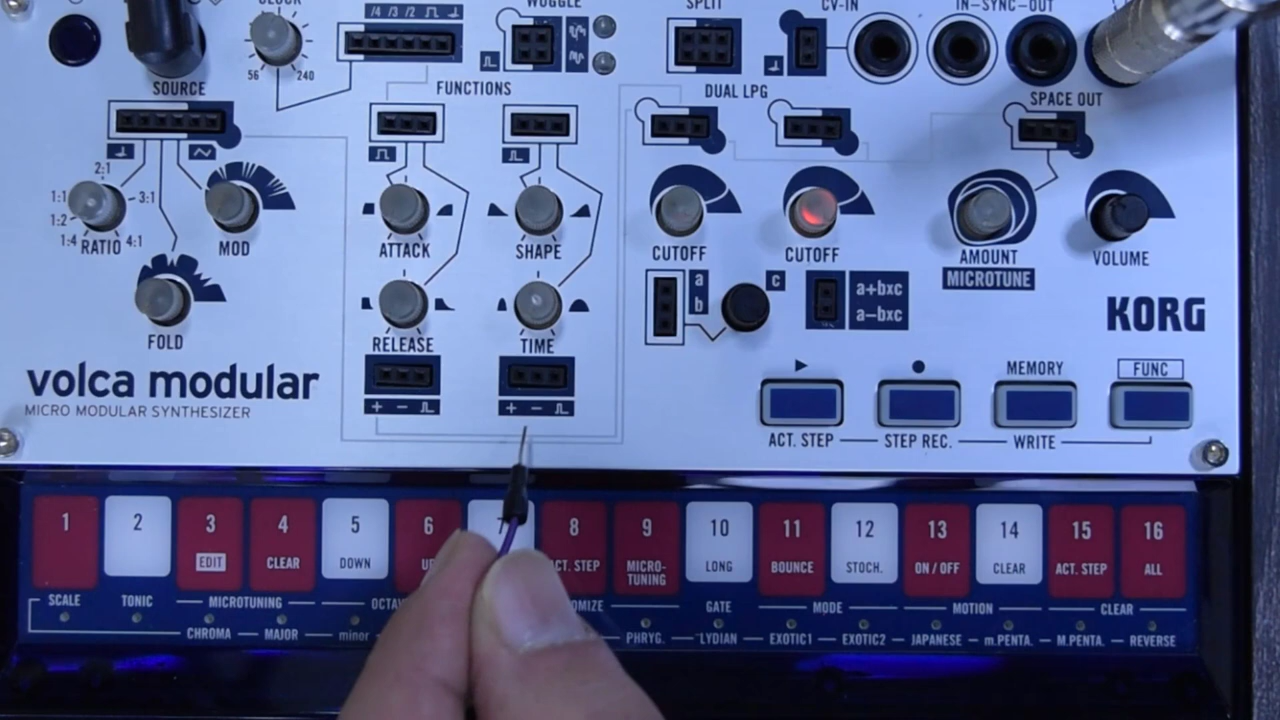 CLOCK
WOGGLE
SPLIT
CV-IN
IN-SYNC-OUT
/4 /3 /2
56
240
SOURCE
FUNCTIONS
DUAL LPG
SPACE OUT
2:1
1:1
3:1
1:2
1:4
4:1
RATIO
MOD
ATTACK
SHAPE
CUTOFF
CUTOFF
AMOUNT
MICROTUNE
VOLUME
FOLD
RELEASE
TIME
a
b
c
a+bxc
a−bxc
KORG
volca modular
MICRO MODULAR SYNTHESIZER
+ −
+ −
MEMORY
FUNC
ACT. STEP
STEP REC.
WRITE
1
2
3
4
5
6
7
8
9
10
11
12
13
14
15
16
EDIT
CLEAR
DOWN
MICRO-
TUNING
LONG
BOUNCE
STOCH.
ON / OFF
CLEAR
ACT. STEP
ALL
SCALE
TONIC
MICROTUNING
GATE
MODE
MOTION
CLEAR
CHROMA
MAJOR
minor
PHRYG.
LYDIAN
EXOTIC1
EXOTIC2
JAPANESE
m.PENTA.
M.PENTA.
REVERSE